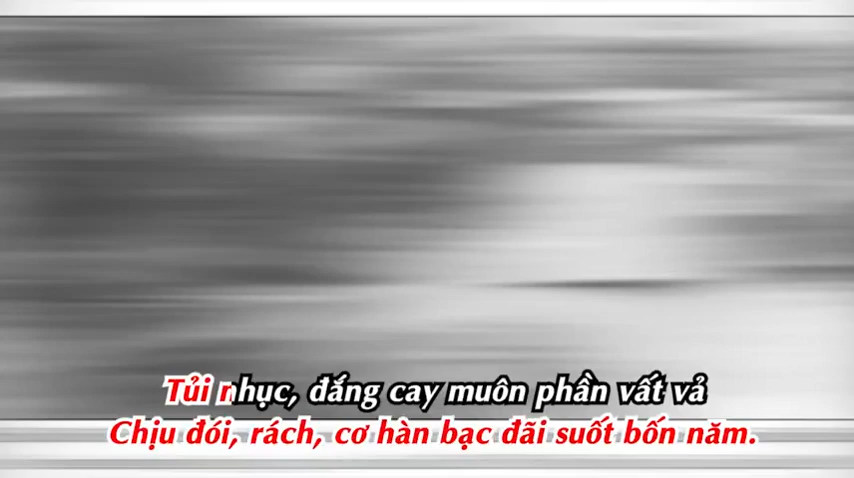 Tủi nhục, đắng cay muôn phần vất vả
Chịu đói, rách, cơ hàn bạc đãi suốt bốn năm.